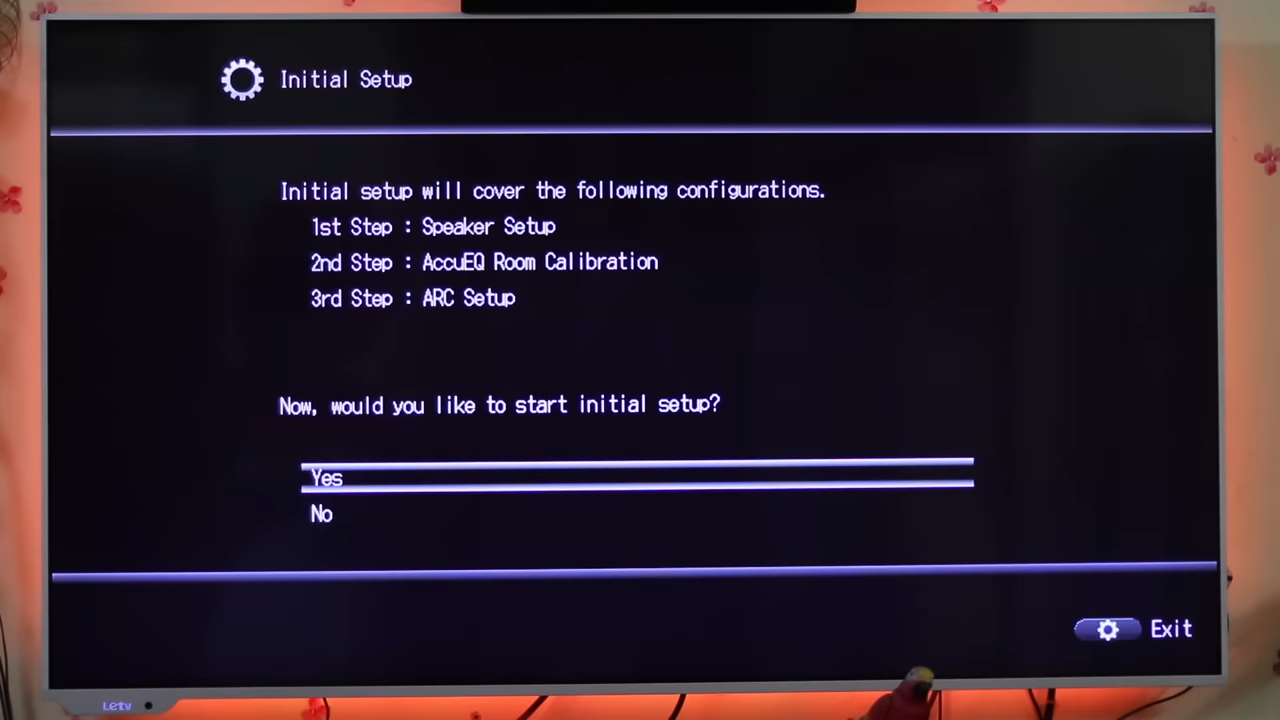 Initial Setup
Initial setup will cover the following configurations.
1st Step : Speaker Setup
2nd Step : AccuEQ Room Calibration
3rd Step : ARC Setup
Now, would you like to start initial setup?
Yes
No
Exit
Letv